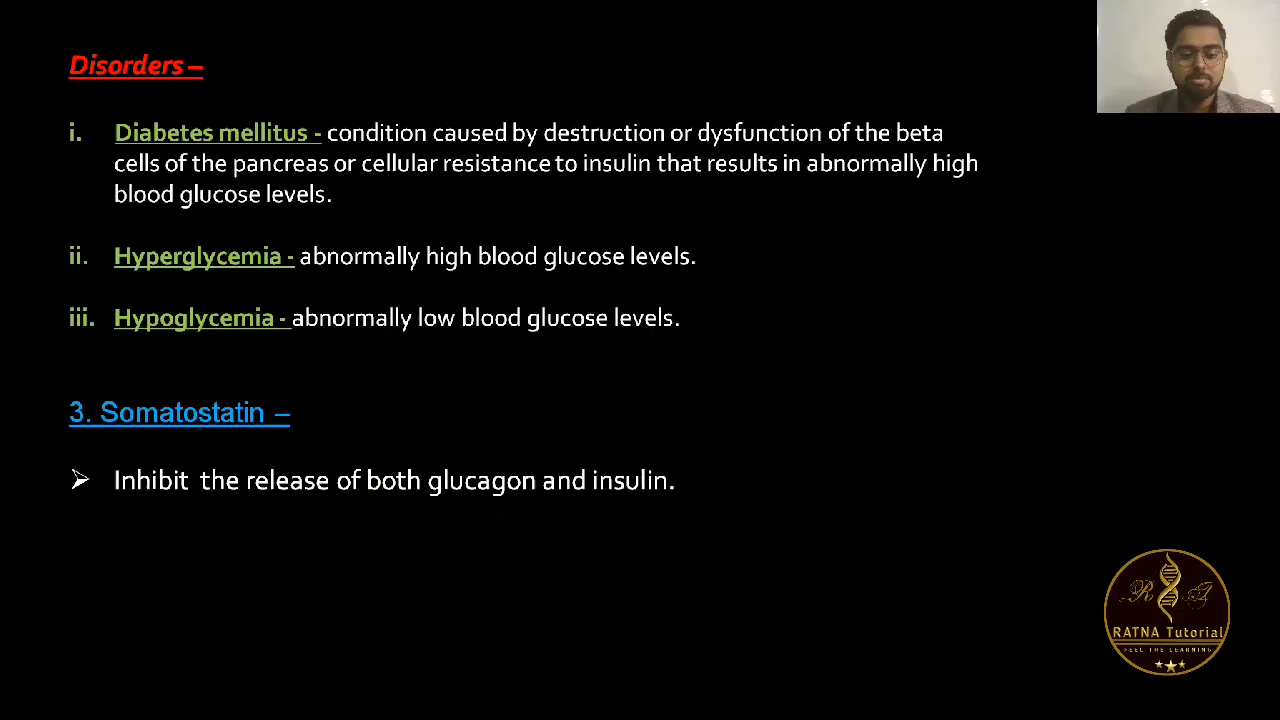 Disorders –
i. Diabetes mellitus - condition caused by destruction or dysfunction of the beta
cells of the pancreas or cellular resistance to insulin that results in abnormally high
blood glucose levels.
ii. Hyperglycemia - abnormally high blood glucose levels.
iii. Hypoglycemia - abnormally low blood glucose levels.
3. Somatostatin –
➢ Inhibit the release of both glucagon and insulin.
R
RATNA Tutorial
FEEL THE LEARNING